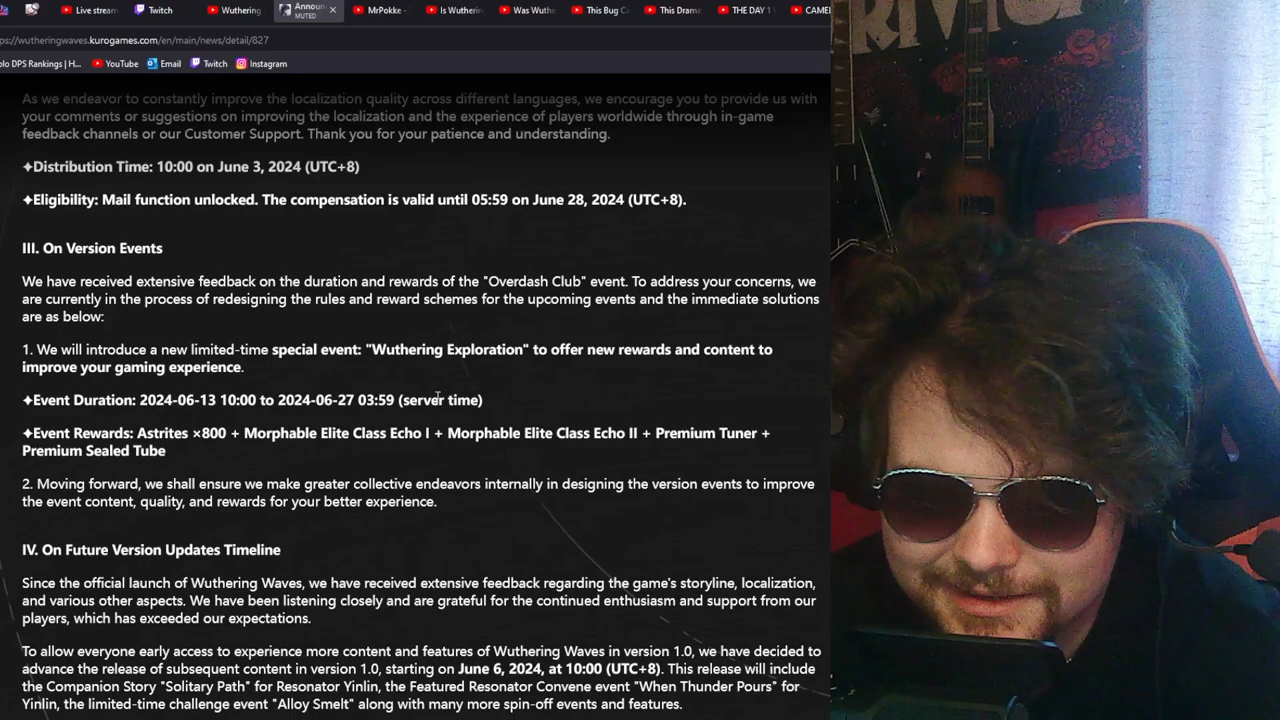 Live stream
Twitch
Wuthering
Announ
MUTED
MrPokke -
Is Wutherin
Was Wuthe
This Bug C
This Drama
THE DAY 1
CAMEL
ps://wutheringwaves.kurogames.com/en/main/news/detail/827
olo DPS Rankings | H...
YouTube
Email
Twitch
Instagram
As we endeavor to constantly improve the localization quality across different languages, we encourage you to provide us with
your comments or suggestions on improving the localization and the experience of players worldwide through in-game
feedback channels or our Customer Support. Thank you for your patience and understanding.
✦Distribution Time: 10:00 on June 3, 2024 (UTC+8)
✦Eligibility: Mail function unlocked. The compensation is valid until 05:59 on June 28, 2024 (UTC+8).
III. On Version Events
We have received extensive feedback on the duration and rewards of the "Overdash Club" event. To address your concerns, we
are currently in the process of redesigning the rules and reward schemes for the upcoming events and the immediate solutions
are as below:
1. We will introduce a new limited-time special event: "Wuthering Exploration" to offer new rewards and content to
improve your gaming experience.
✦Event Duration: 2024-06-13 10:00 to 2024-06-27 03:59 (server time)
✦Event Rewards: Astrites ×800 + Morphable Elite Class Echo I + Morphable Elite Class Echo II + Premium Tuner +
Premium Sealed Tube
2. Moving forward, we shall ensure we make greater collective endeavors internally in designing the version events to improve
the event content, quality, and rewards for your better experience.
IV. On Future Version Updates Timeline
Since the official launch of Wuthering Waves, we have received extensive feedback regarding the game's storyline, localization,
and various other aspects. We have been listening closely and are grateful for the continued enthusiasm and support from our
players, which has exceeded our expectations.
To allow everyone early access to experience more content and features of Wuthering Waves in version 1.0, we have decided to
advance the release of subsequent content in version 1.0, starting on June 6, 2024, at 10:00 (UTC+8). This release will include
the Companion Story "Solitary Path" for Resonator Yinlin, the Featured Resonator Convene event "When Thunder Pours" for
Yinlin, the limited-time challenge event "Alloy Smelt" along with many more spin-off events and features.